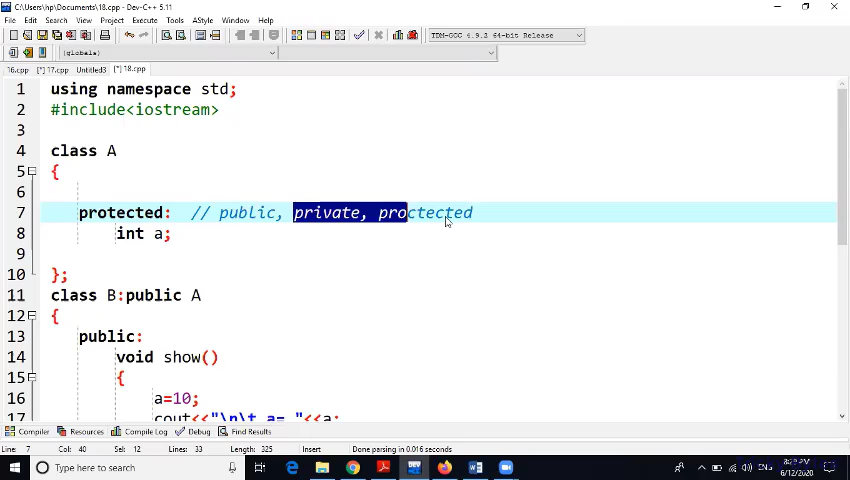 C:\Users\hp\Documents\18.cpp - Dev-C++ 5.11
File Edit Search View Project Execute Tools AStyle Window Help
TDM-GCC 4.9.2 64-bit Release
(globals)
16.cpp [*] 17.cpp Untitled3 [*] 18.cpp
1 using namespace std;
2 #include<iostream>
3
4 class A
5 {
6
7 protected: // public, private, proctected
8 int a;
9
10 };
11 class B:public A
12 {
13 public:
14 void show()
15 {
16 a=10;
17 cout<<"\n\t a= "<<a;
Compiler Resources Compile Log Debug Find Results
Line: 7 Col: 40 Sel: 12 Lines: 33 Length: 325 Insert Done parsing in 0.016 seconds
Type here to search
ENG
6/12/2020